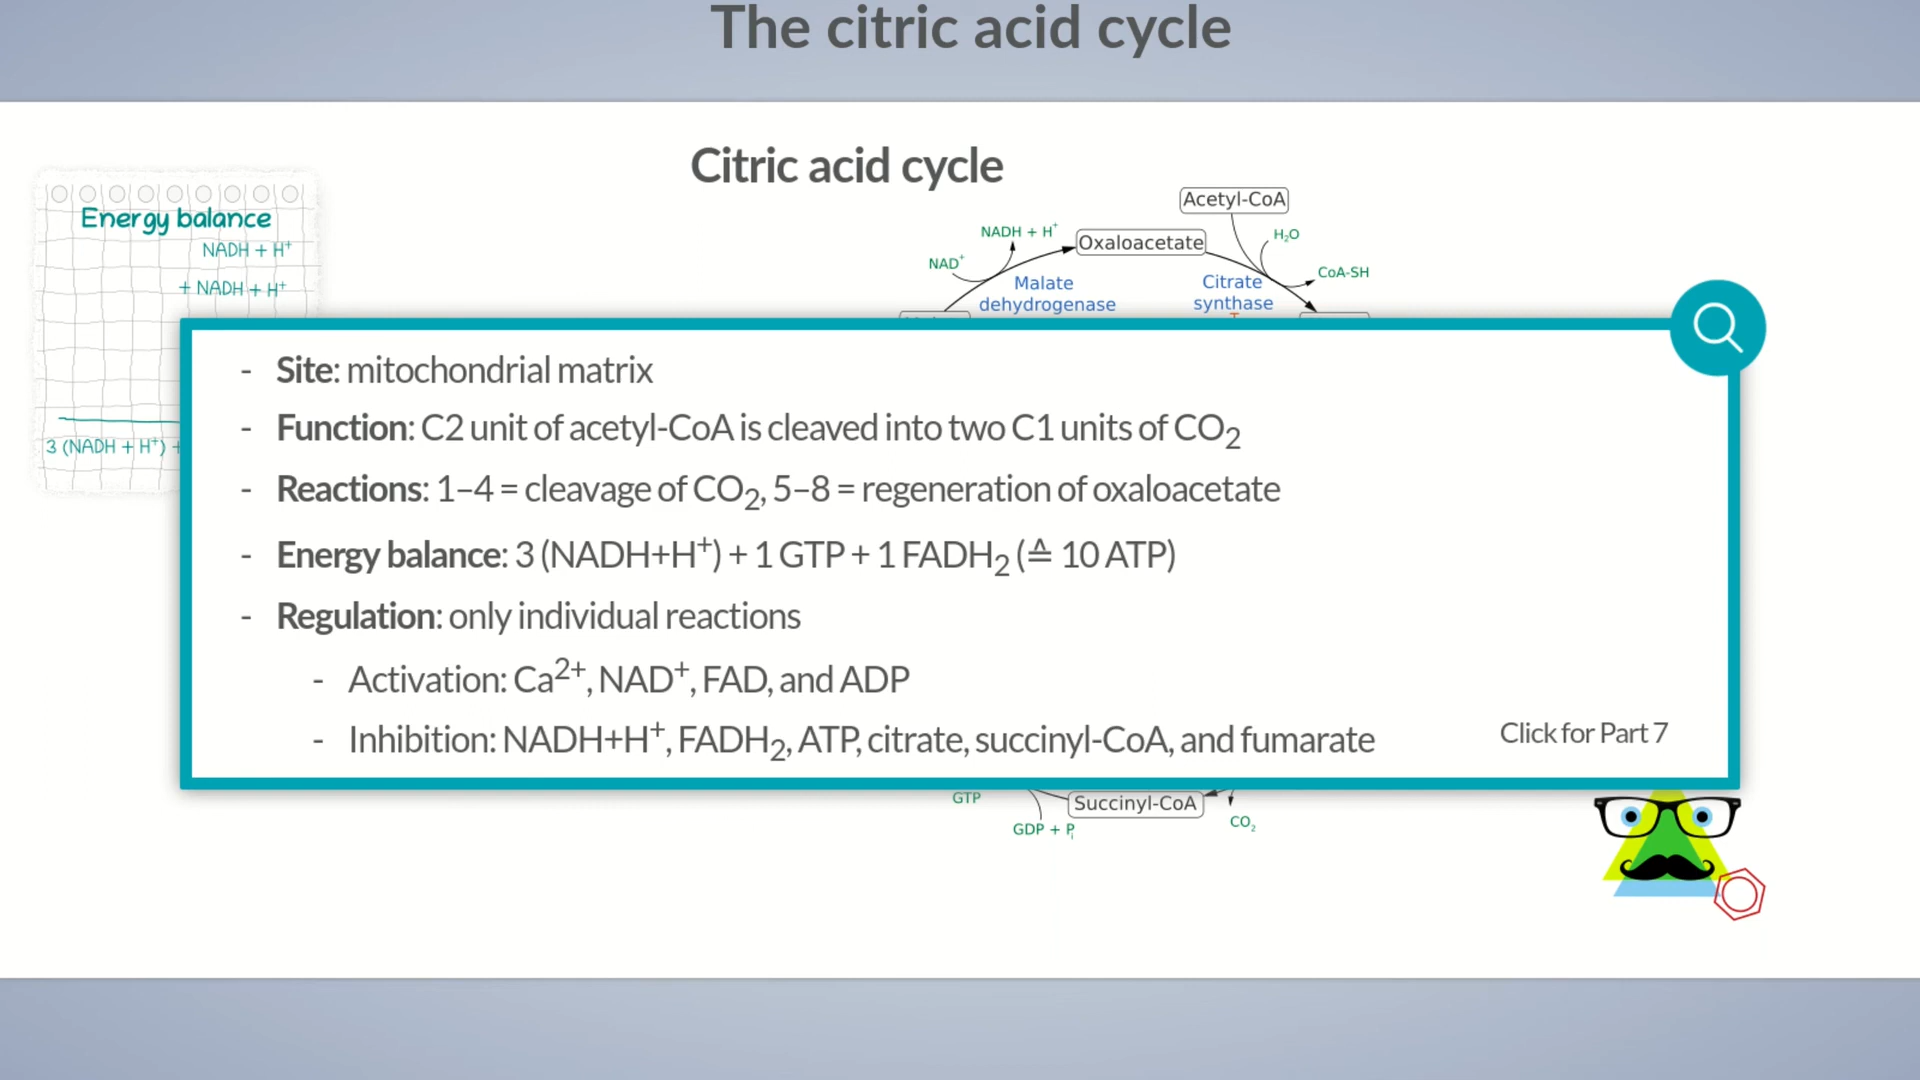 The citric acid cycle
Citric acid cycle
Energy balance
NADH + H⁺
+ NADH + H⁺
3 (NADH + H⁺) +
Acetyl-CoA
NADH + H⁺
Oxaloacetate
H₂O
NAD⁺
CoA-SH
Malate
dehydrogenase
Citrate
synthase
- Site: mitochondrial matrix
- Function: C2 unit of acetyl-CoA is cleaved into two C1 units of CO₂
- Reactions: 1–4 = cleavage of CO₂, 5–8 = regeneration of oxaloacetate
- Energy balance: 3 (NADH+H⁺) + 1 GTP + 1 FADH₂ (≙ 10 ATP)
- Regulation: only individual reactions
- Activation: Ca²⁺, NAD⁺, FAD, and ADP
- Inhibition: NADH+H⁺, FADH₂, ATP, citrate, succinyl-CoA, and fumarate
Click for Part 7
GTP
Succinyl-CoA
GDP + Pᵢ
CO₂